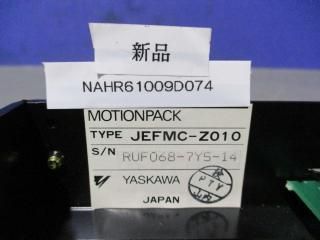 新品
NAHR61009D074
MOTIONPACK
TYPE JEFMC-Z010
S/N RUF068-7Y5-14
YASKAWA
JAPAN